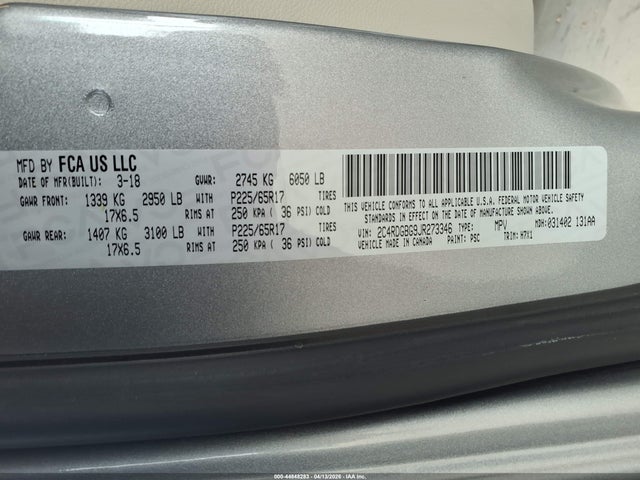 MFD BY FCA US LLC
DATE OF MFR(BUILT): 3-18 GVWR: 2745 KG 6050 LB
GAWR FRONT: 1339 KG 2950 LB WITH P225/65R17 TIRES
17X6.5 RIMS AT 250 KPA ( 36 PSI) COLD
GAWR REAR: 1407 KG 3100 LB WITH P225/65R17 TIRES
17X6.5 RIMS AT 250 KPA ( 36 PSI) COLD
THIS VEHICLE CONFORMS TO ALL APPLICABLE U.S.A. FEDERAL MOTOR VEHICLE SAFETY
STANDARDS IN EFFECT ON THE DATE OF MANUFACTURE SHOWN ABOVE.
VIN: 2C4RDGBG9JR273346 TYPE: MPV MDH:031402 131AA
VEHICLE MADE IN CANADA PAINT: PSC TRIM: H7X1
000-44848283 - 04/13/2026 - IAA Inc.